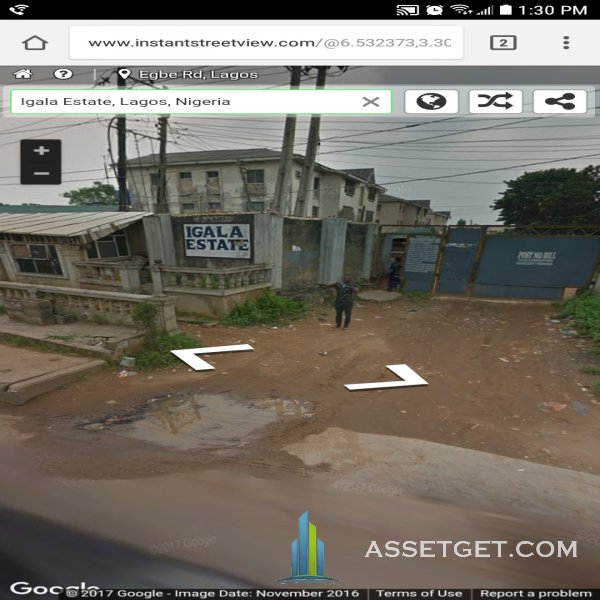 1:30 PM
www.instantstreetview.com/@6.532373,3.30
2
Egbe Rd, Lagos
Igala Estate, Lagos, Nigeria
IGALA
ESTATE
POST NO BILL
©2017 Google
©2017 Google
ASSETGET.COM
Google
© 2017 Google - Image Date: November 2016
Terms of Use
Report a problem